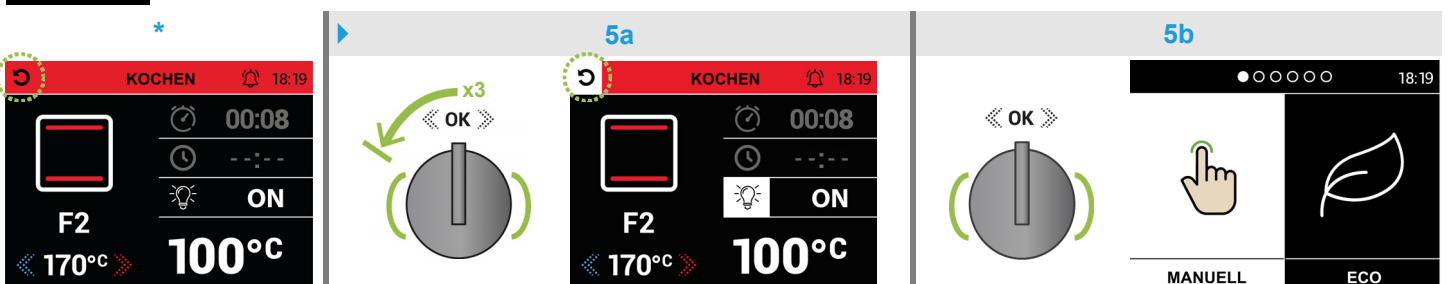 *
5a
5b
KOCHEN 18:19
00:08
--:--
ON
F2
170°C
100°C
x3
OK
KOCHEN 18:19
00:08
--:--
ON
F2
170°C
100°C
OK
18:19
MANUELL
ECO